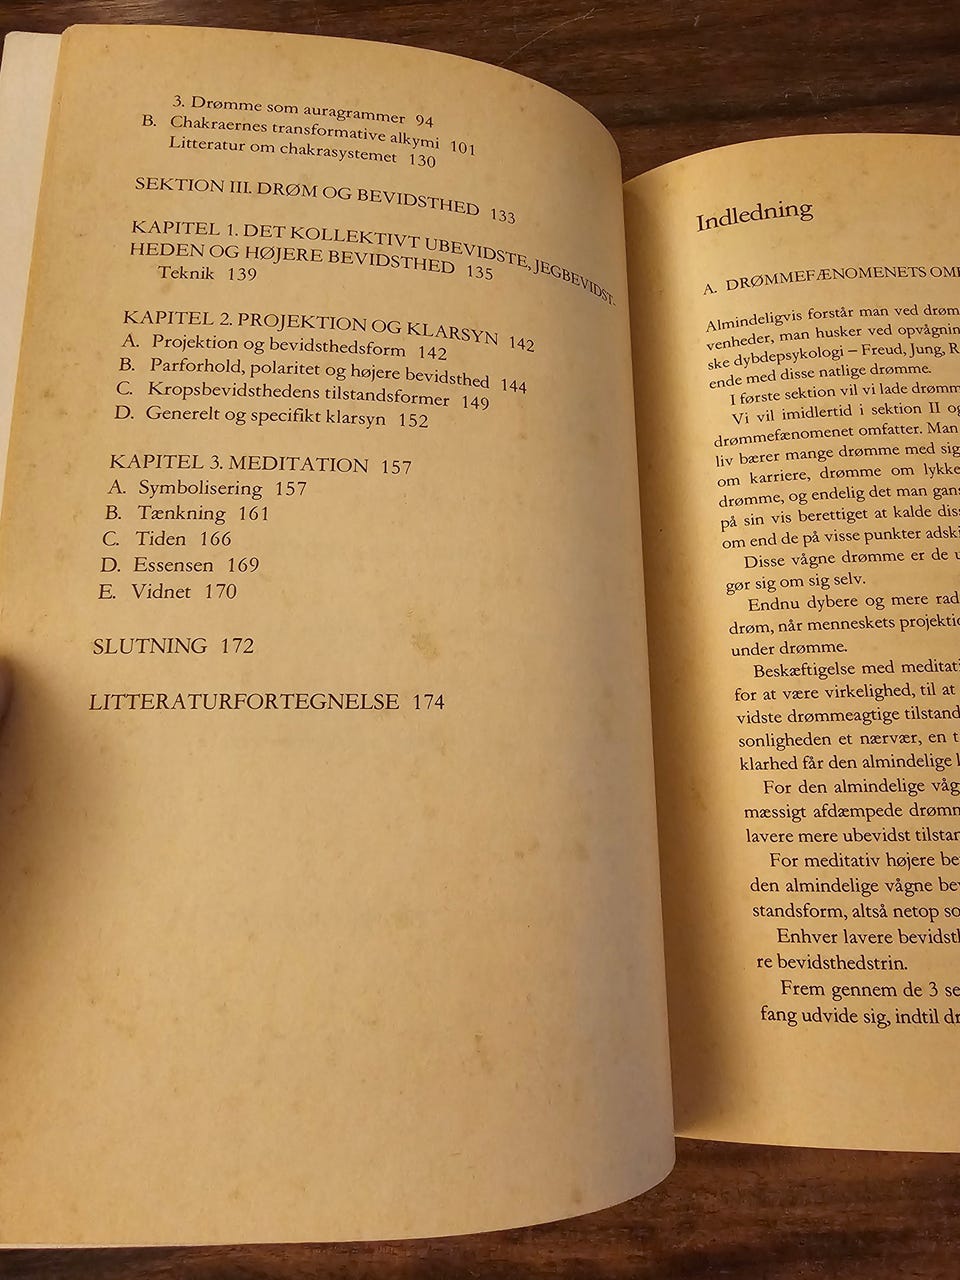 3. Drømme som auragrammer 94
B. Chakraernes transformative alkymi 101
Litteratur om chakrasystemet 130
SEKTION III. DRØM OG BEVIDSTHED 133
KAPITEL 1. DET KOLLEKTIVT UBEVIDSTE, JEGBEVIDST-
HEDEN OG HØJERE BEVIDSTHED 135
Teknik 139
KAPITEL 2. PROJEKTION OG KLARSYN 142
A. Projektion og bevidsthedsform 142
B. Parforhold, polaritet og højere bevidsthed 144
C. Kropsbevidsthedens tilstandsformer 149
D. Generelt og specifikt klarsyn 152
KAPITEL 3. MEDITATION 157
A. Symbolisering 157
B. Tænkning 161
C. Tiden 166
D. Essensen 169
E. Vidnet 170
SLUTNING 172
LITTERATURFORTEGNELSE 174
Indledning
A. DRØMMEFÆNOMENETS
Almindeligvis forstår man ved
venheder, man husker ved
ske dybdepsykologi – Freud, Jung,
ende med disse natlige drømme.
I første sektion vil vi lade
Vi vil imidlertid i sektion II
drømmefænomenet omfatter. Man
liv bærer mange drømme med
om karriere, drømme om
drømme, og endelig det man
på sin vis berettiget at kalde
om end de på visse punkter
Disse vågne drømme er de
gør sig om sig selv.
Endnu dybere og mere
drøm, når menneskets
under drømme.
Beskæftigelse med
for at være virkelighed, til at
vidste drømmeagtige
sonligheden et nærvær, en
klarhed får den almindelige
For den almindelige
mæssigt afdæmpede
lavere mere ubevidst
For meditativ højere
den almindelige vågne
standsform, altså netop
Enhver lavere
re bevidsthedstrin.
Frem gennem de 3
fang udvide sig, indtil